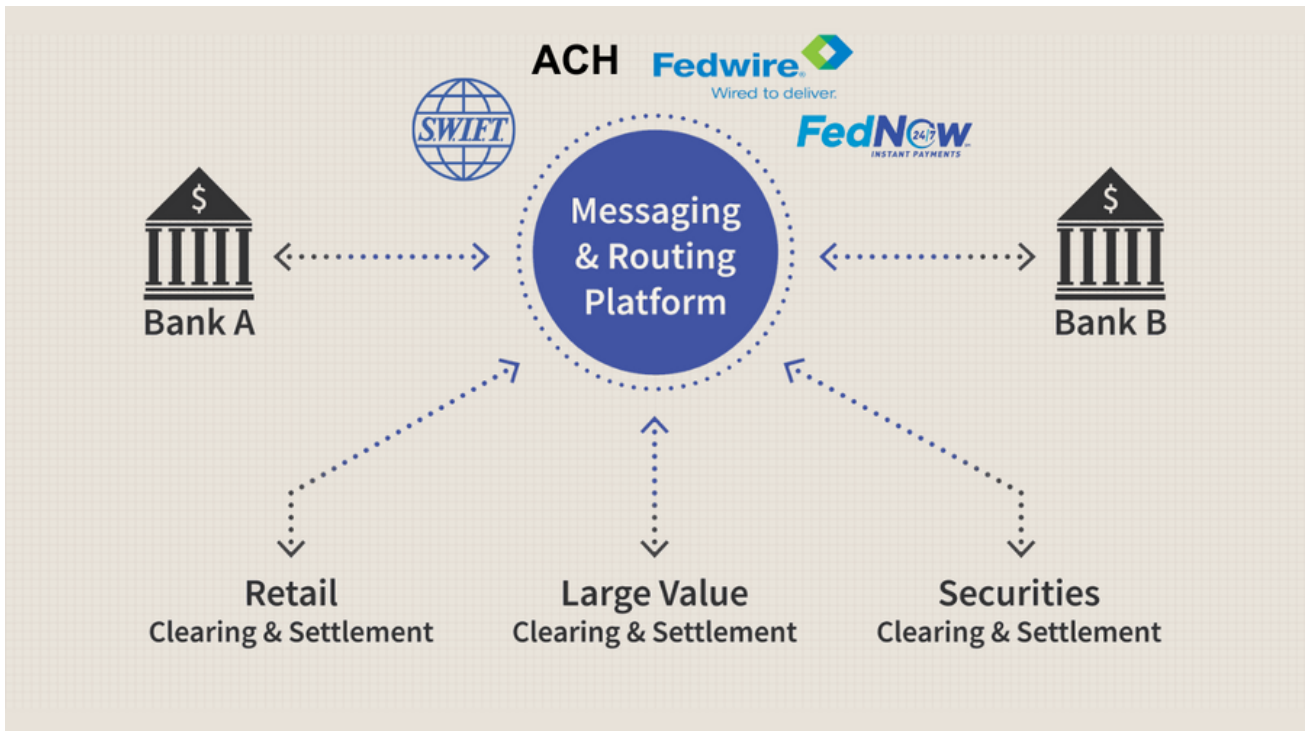 ACH
Fedwire®
Wired to deliver.
S.W.I.F.T.
FedNow
24/7
INSTANT PAYMENTS
Messaging
& Routing
Platform
$
Bank A
$
Bank B
Retail
Clearing & Settlement
Large Value
Clearing & Settlement
Securities
Clearing & Settlement